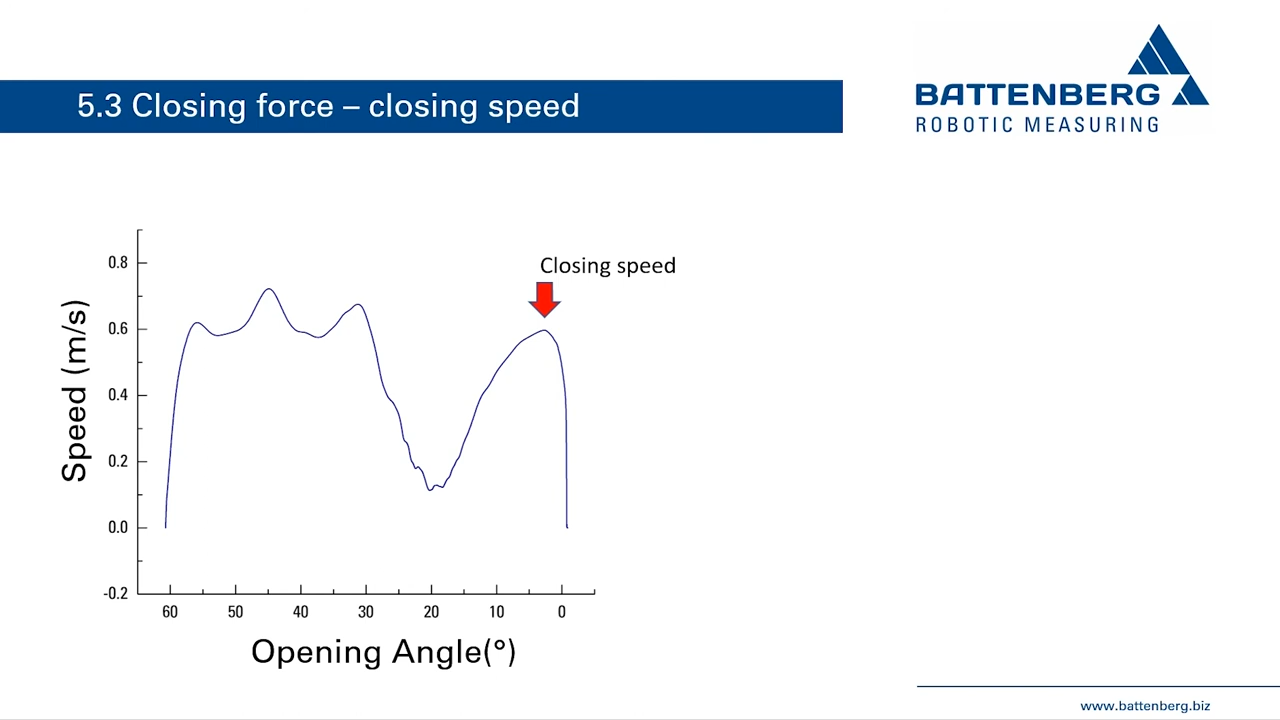 BATTENBERG
ROBOTIC MEASURING
5.3 Closing force – closing speed
Closing speed
Speed (m/s)
0.8
0.6
0.4
0.2
0.0
-0.2
60 50 40 30 20 10 0
Opening Angle(°)
www.battenberg.biz